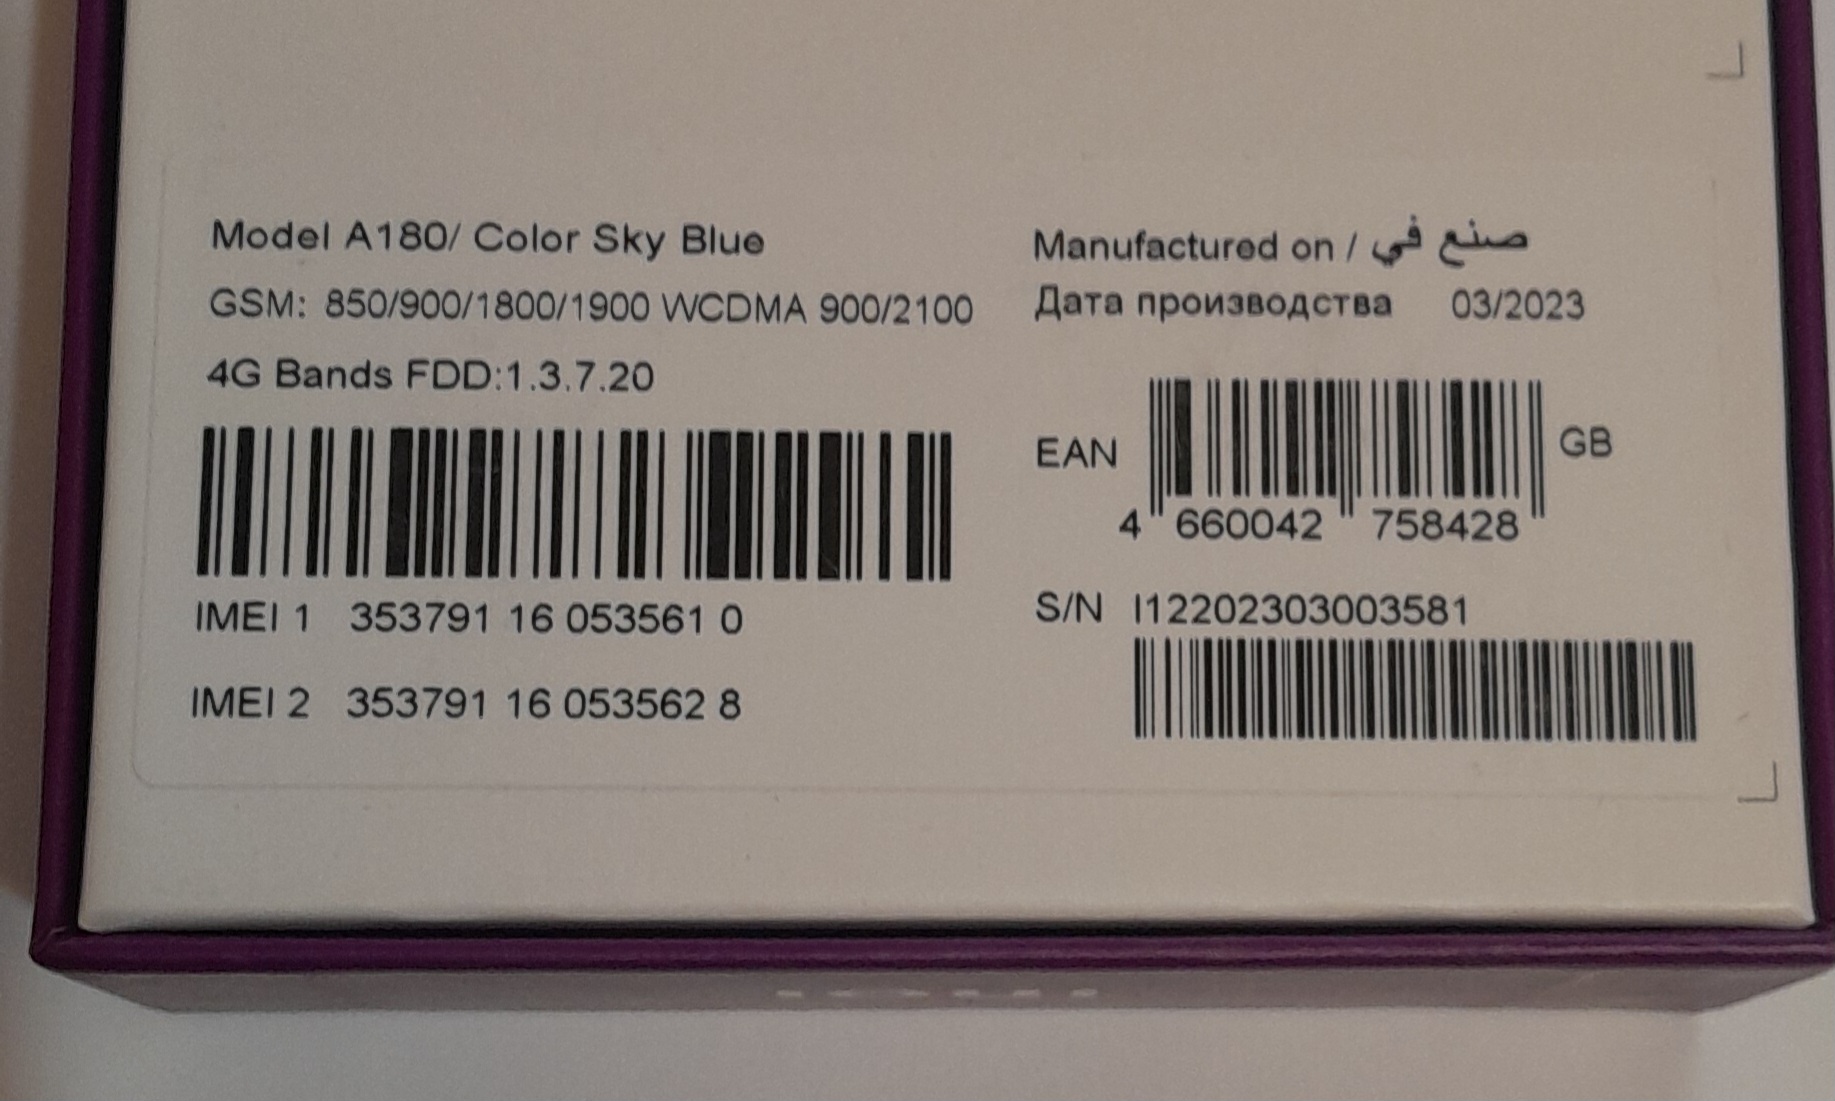 Model A180/ Color Sky Blue
GSM: 850/900/1800/1900 WCDMA 900/2100
4G Bands FDD:1.3.7.20
IMEI 1 353791 16 053561 0
IMEI 2 353791 16 053562 8
Manufactured on / صنع في
Дата производства 03/2023
EAN GB
4 660042 758428
S/N I12202303003581